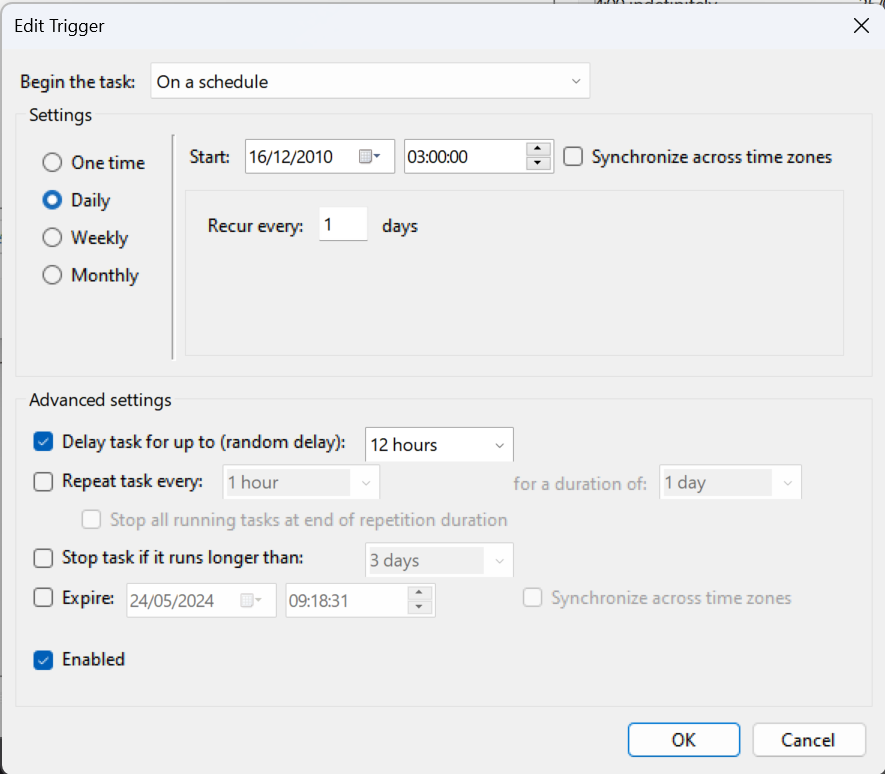 Edit Trigger
Begin the task: On a schedule
Settings
One time
Daily
Weekly
Monthly
Start: 16/12/2010 03:00:00 Synchronize across time zones
Recur every: 1 days
Advanced settings
Delay task for up to (random delay): 12 hours
Repeat task every: 1 hour for a duration of: 1 day
Stop all running tasks at end of repetition duration
Stop task if it runs longer than: 3 days
Expire: 24/05/2024 09:18:31 Synchronize across time zones
Enabled
OK Cancel